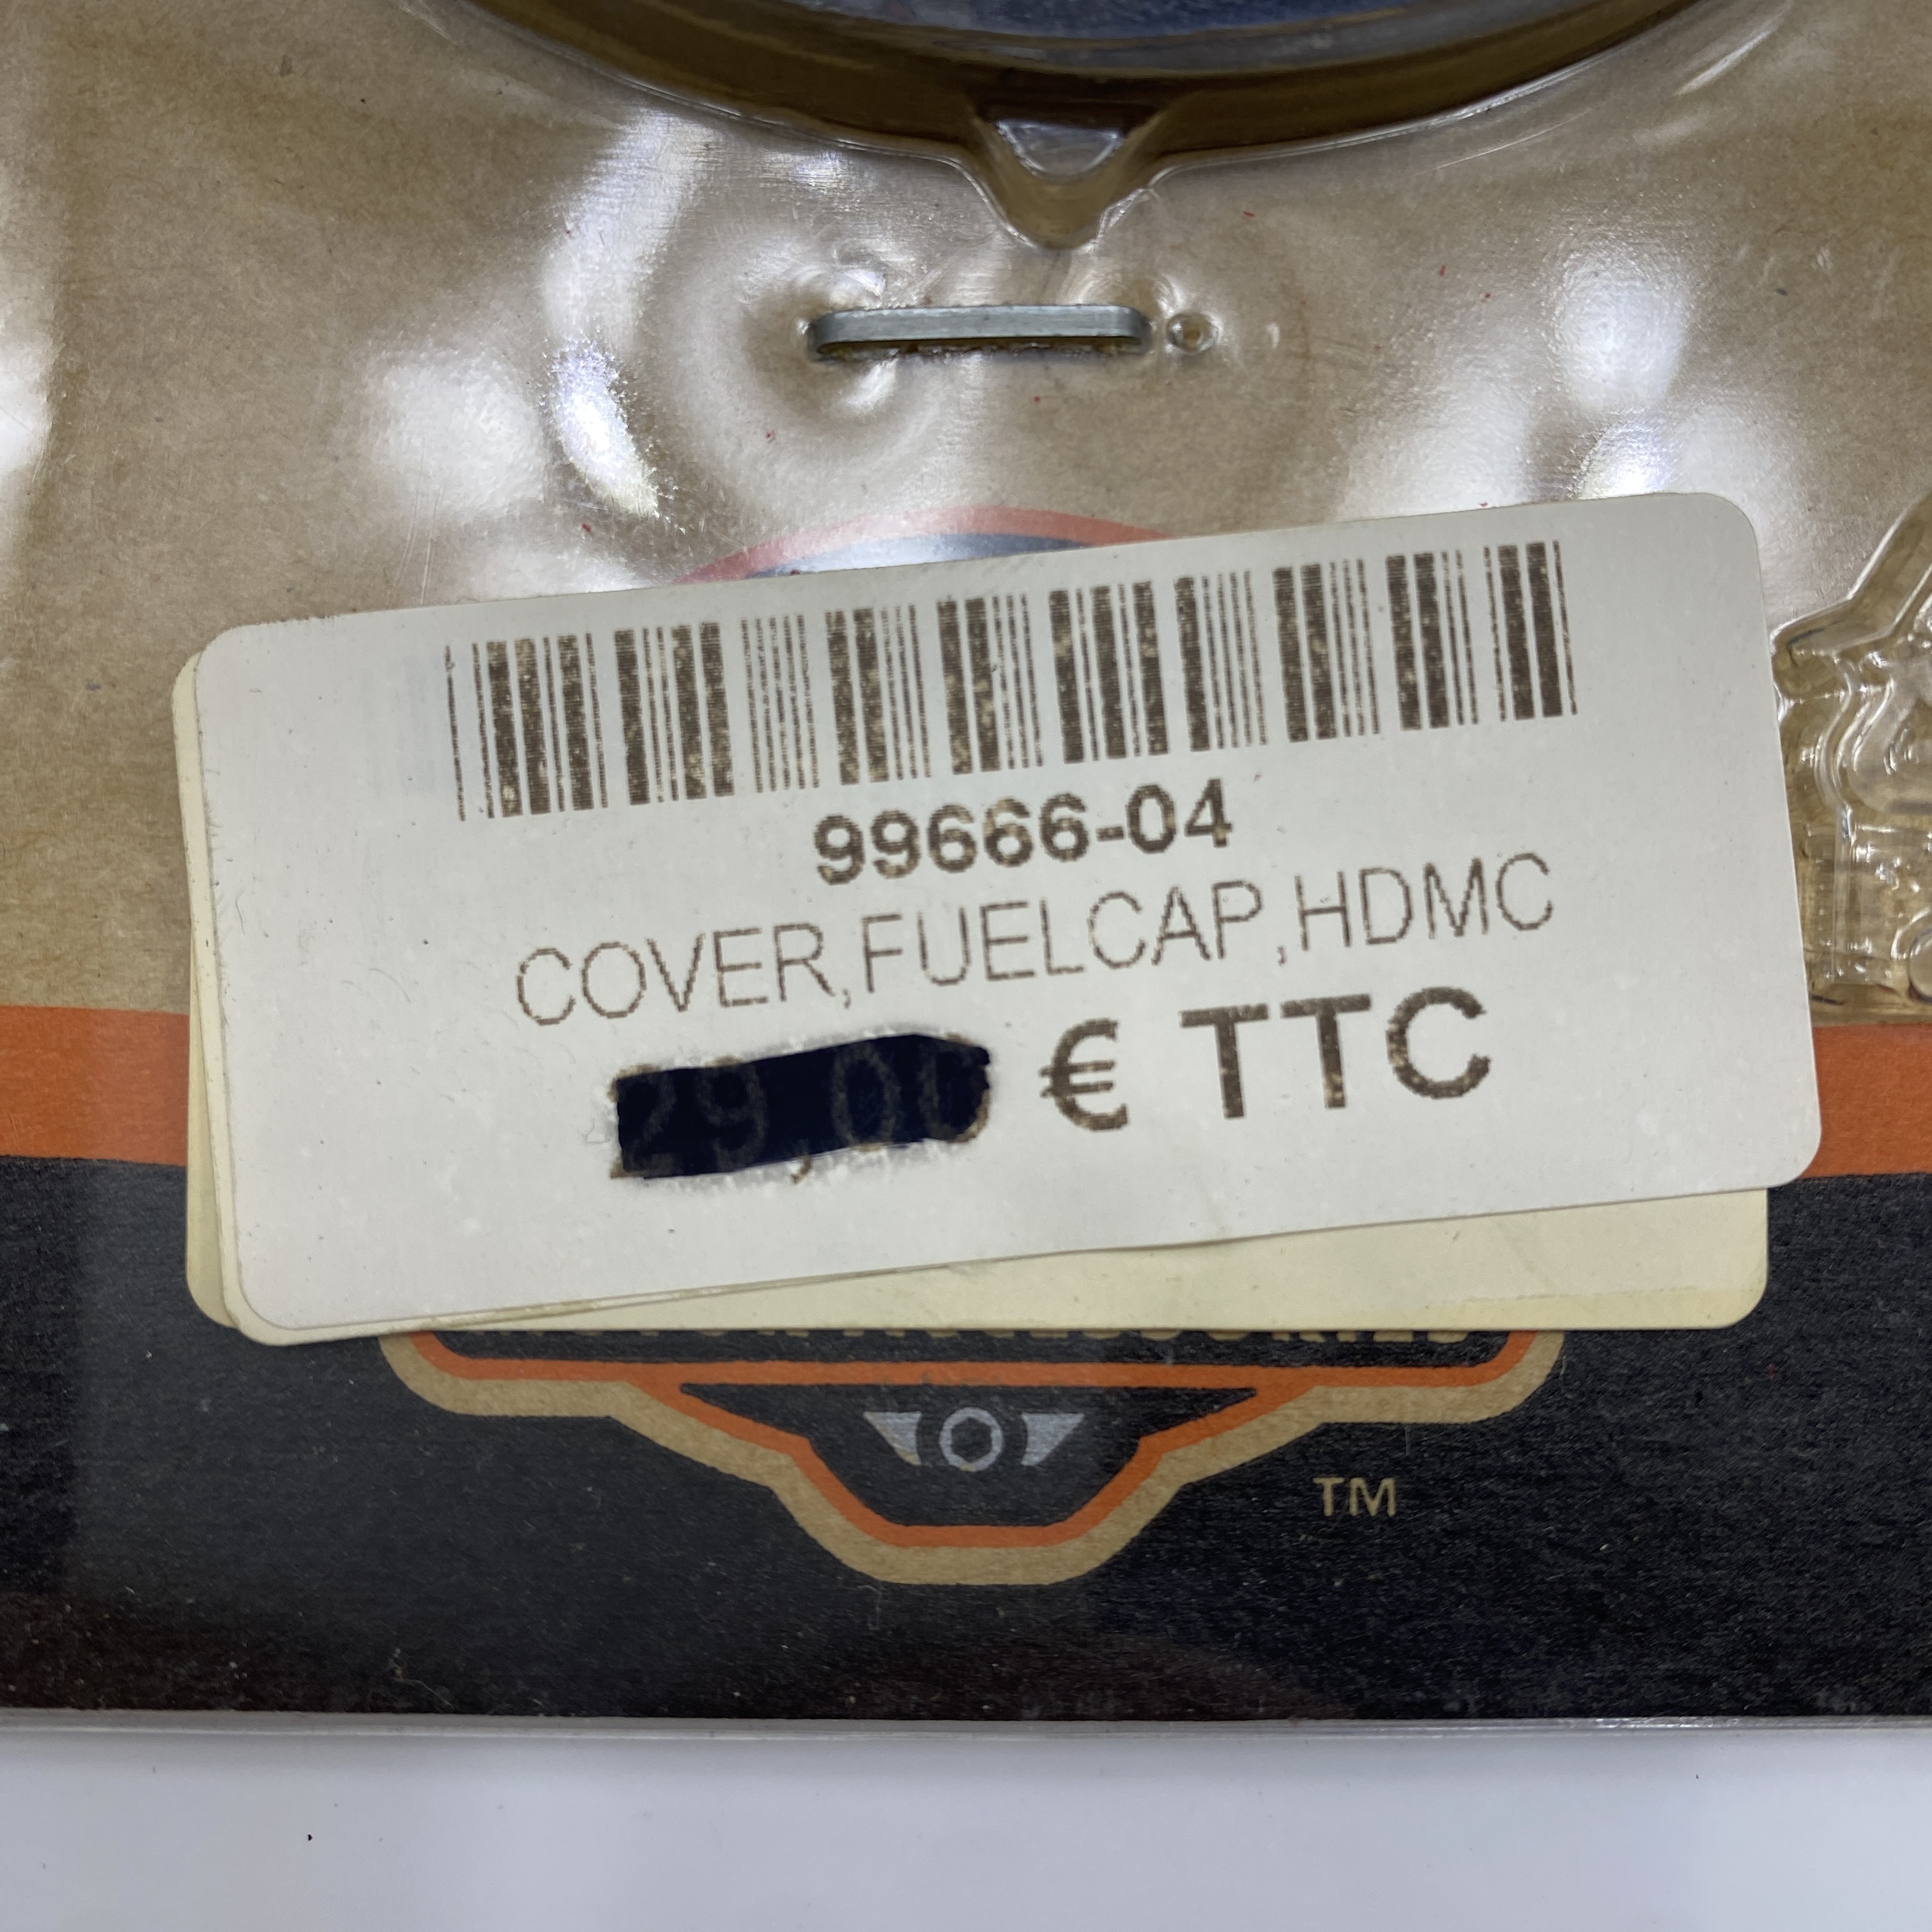 99666-04
COVER,FUELCAP,HDMC
29,00 € TTC
TM